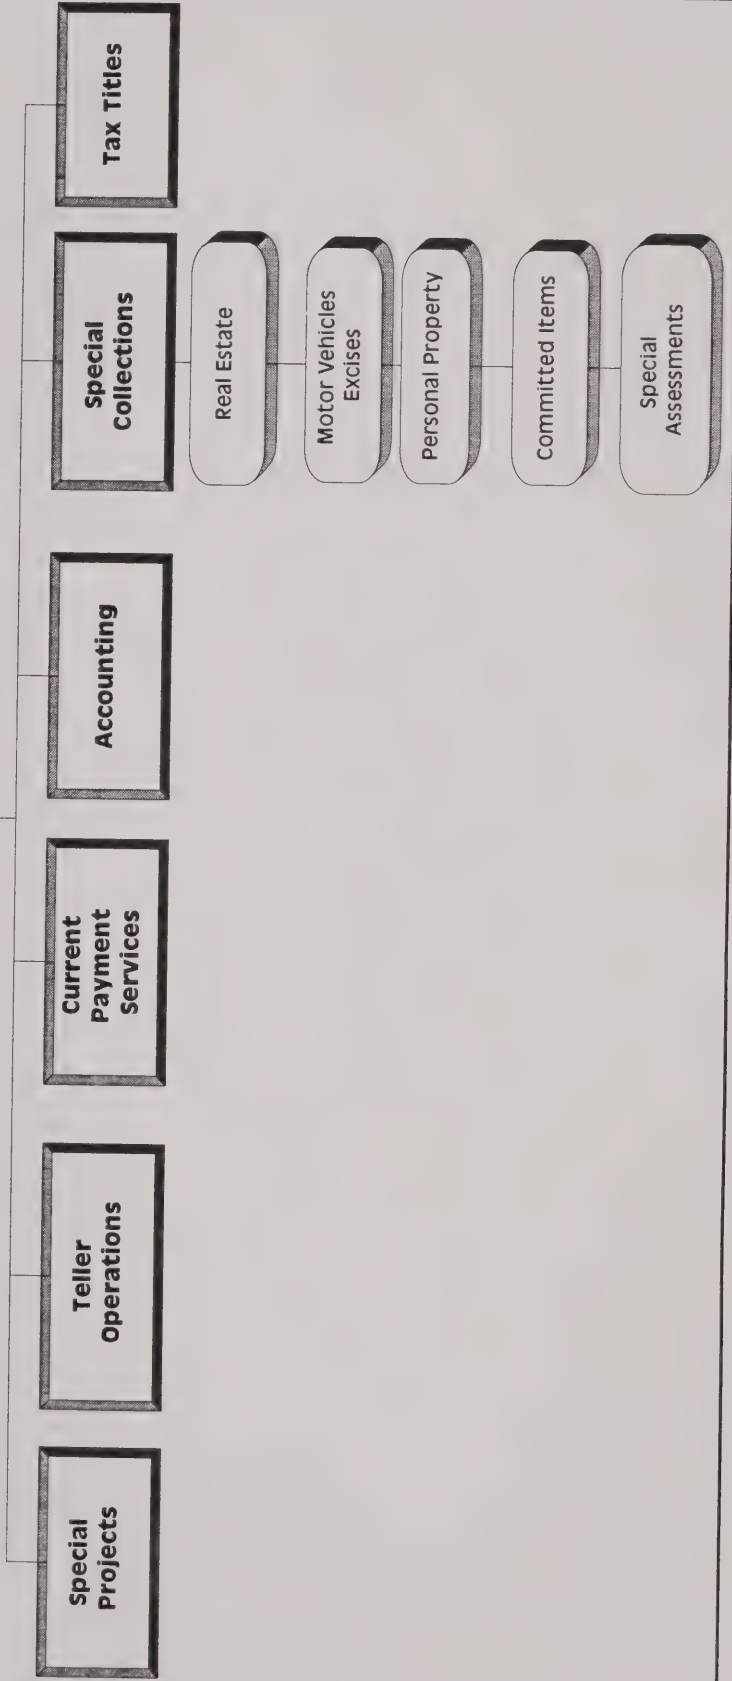 Special
Projects
Teller
Operations
Current
Payment
Services
Accounting
Special
Collections
Tax Titles
Real Estate
Motor Vehicles
Excises
Personal Property
Committed Items
Special
Assessments